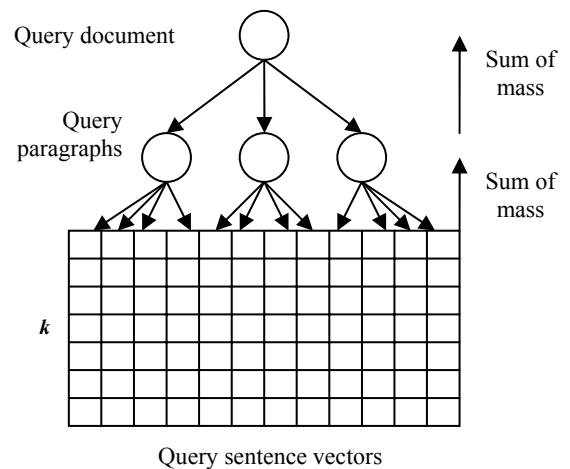 Query document
Sum of
mass
Query
paragraphs
Sum of
mass
k
Query sentence vectors